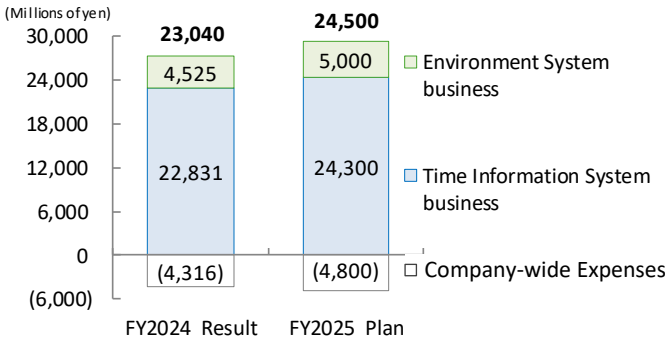 (Millions of yen)
23,040
24,500
30,000
24,000
18,000
12,000
6,000
0
(6,000)
4,525
5,000
22,831
24,300
(4,316)
(4,800)
FY2024 Result
FY2025 Plan
Environment System
business
Time Information System
business
Company-wide Expenses